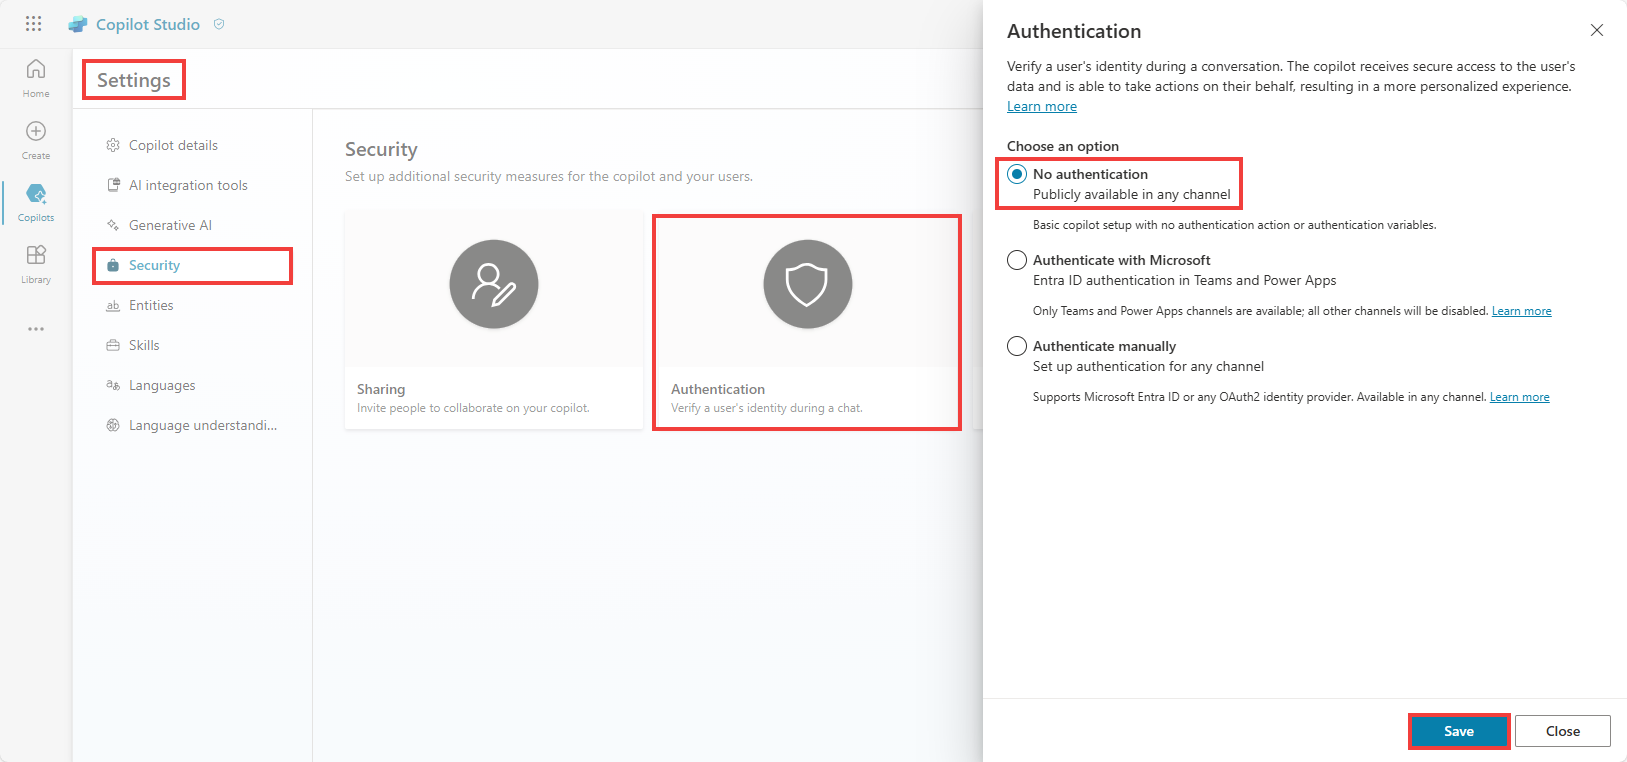 Copilot Studio
Home
Create
Copilots
Library
Settings
Copilot details
AI integration tools
Generative AI
Security
ab Entities
Skills
Languages
Language understandi...
Security
Set up additional security measures for the copilot and your users.
Sharing
Invite people to collaborate on your copilot.
Authentication
Verify a user's identity during a chat.
Authentication
Verify a user's identity during a conversation. The copilot receives secure access to the user's
data and is able to take actions on their behalf, resulting in a more personalized experience.
Learn more
Choose an option
No authentication
Publicly available in any channel
Basic copilot setup with no authentication action or authentication variables.
Authenticate with Microsoft
Entra ID authentication in Teams and Power Apps
Only Teams and Power Apps channels are available; all other channels will be disabled. Learn more
Authenticate manually
Set up authentication for any channel
Supports Microsoft Entra ID or any OAuth2 identity provider. Available in any channel. Learn more
Save
Close